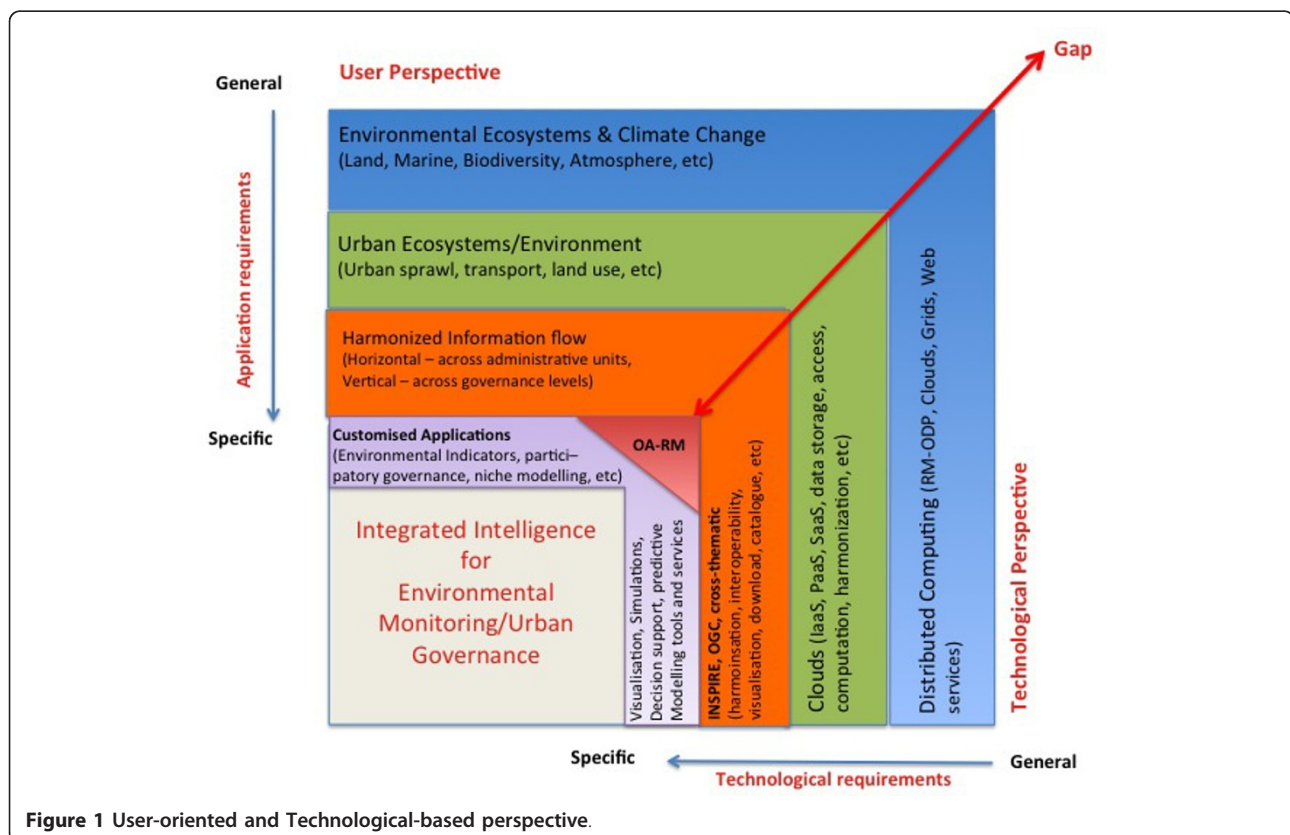 General
User Perspective
Gap
Environmental Ecosystems & Climate Change
(Land, Marine, Biodiversity, Atmosphere, etc)
Application requirements
Urban Ecosystems/Environment
(Urban sprawl, transport, land use, etc)
Harmonized Information flow
(Horizontal – across administrative units,
Vertical – across governance levels)
Specific
Customised Applications
(Environmental Indicators, partici–
patory governance, niche modelling, etc)
OA-RM
Integrated Intelligence
for
Environmental
Monitoring/Urban
Governance
Visualisation, Simulations,
Decision support, predictive
Modelling tools and services
INSPIRE, OGC, cross-thematic
(harmoinsation, interoperability,
visualisation, download, catalogue, etc)
Clouds (IaaS, PaaS, SaaS, data storage, access,
computation, harmonization, etc)
Distributed Computing (RM-ODP, Clouds, Grids, Web
services)
Technological Perspective
Specific
General
Technological requirements
Figure 1 User-oriented and Technological-based perspective.